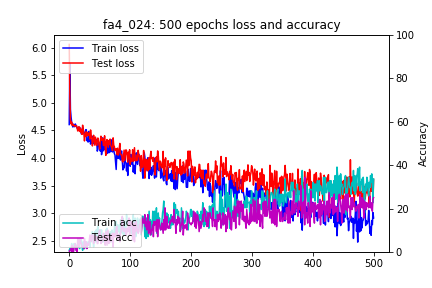 fa4_024: 500 epochs loss and accuracy
Train loss
Test loss
Train acc
Test acc
Loss
6.0
5.5
5.0
4.5
4.0
3.5
3.0
2.5
Accuracy
100
80
60
40
20
0
0
100
200
300
400
500